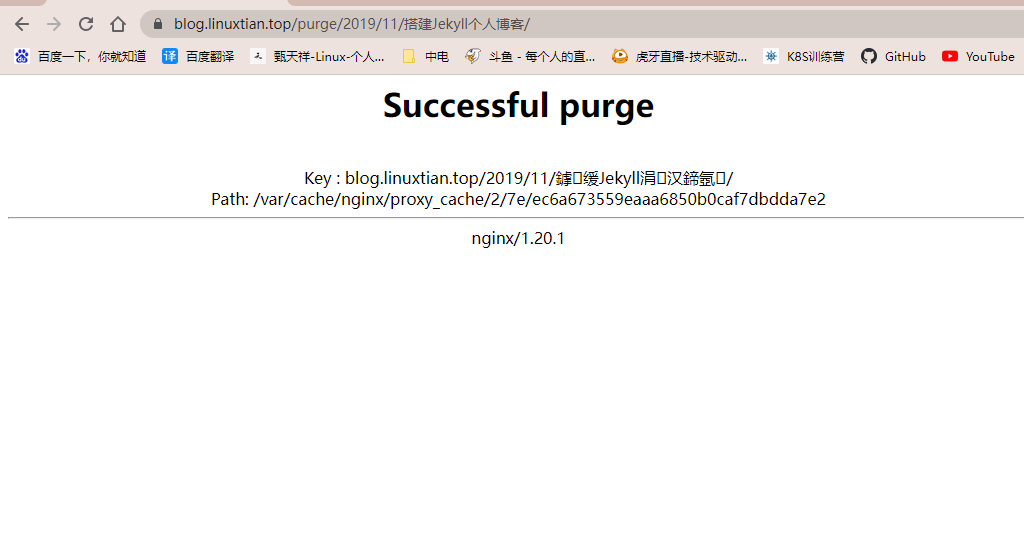 blog.linuxtian.top/purge/2019/11/搭建Jekyll个人博客/
百度一下，你就知道 百度翻译 甄天祥-Linux-个人... 中电 斗鱼 - 每个人的直... 虎牙直播-技术驱动... K8S训练营 GitHub YouTube
Successful purge
Key : blog.linuxtian.top/2019/11/鎼缓Jekyll涓汉鍗氬/
Path: /var/cache/nginx/proxy_cache/2/7e/ec6a673559eaaa6850b0caf7dbdda7e2
nginx/1.20.1